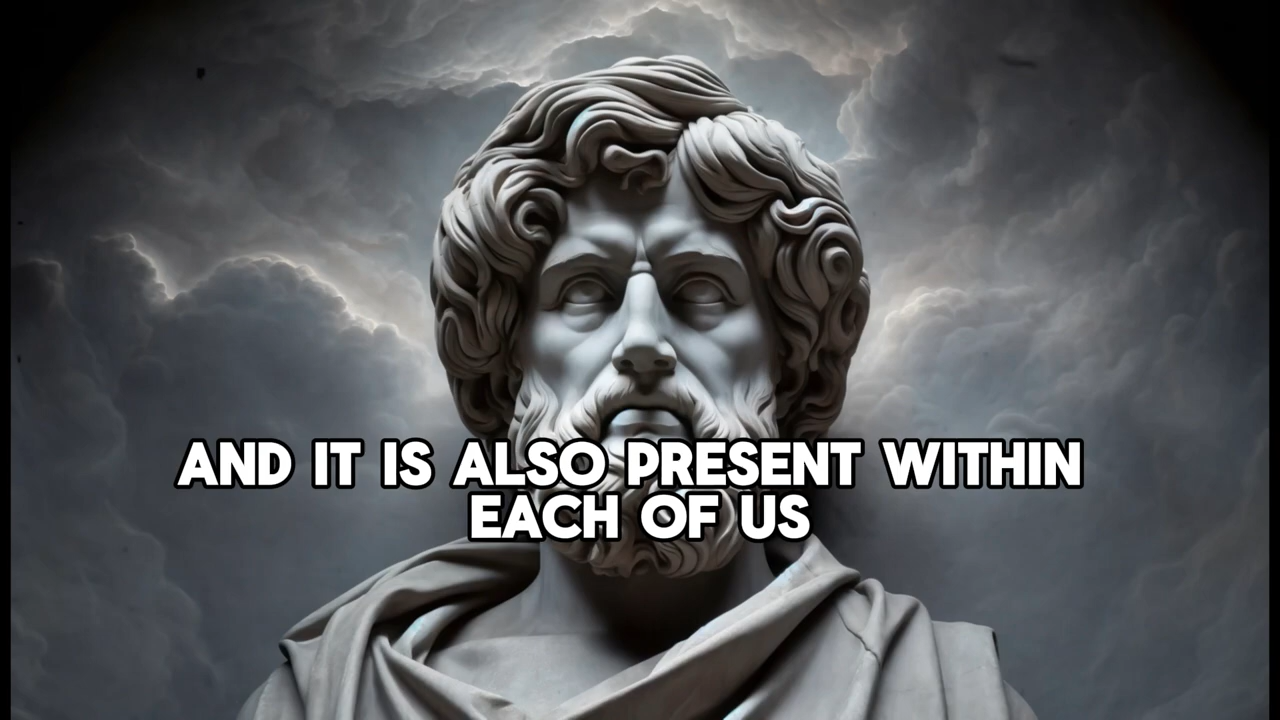 AND IT IS ALSO PRESENT WITHIN
EACH OF US